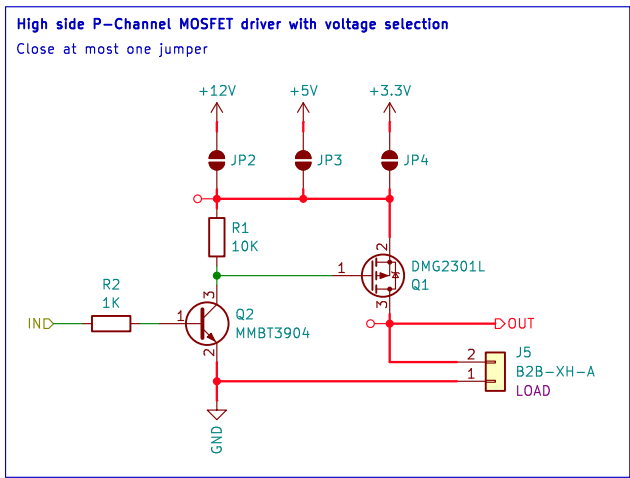 High side P-Channel MOSFET driver with voltage selection
Close at most one jumper
+12V
+5V
+3.3V
JP2
JP3
JP4
R1
10K
2
1
DMG2301L
Q1
3
R2
1K
3
Q2
MMBT3904
1
2
IND
OUT
J5
2
B2B-XH-A
1
LOAD
GND